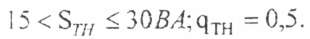 15 < S_TH ≤ 30BA; q_TH = 0,5.